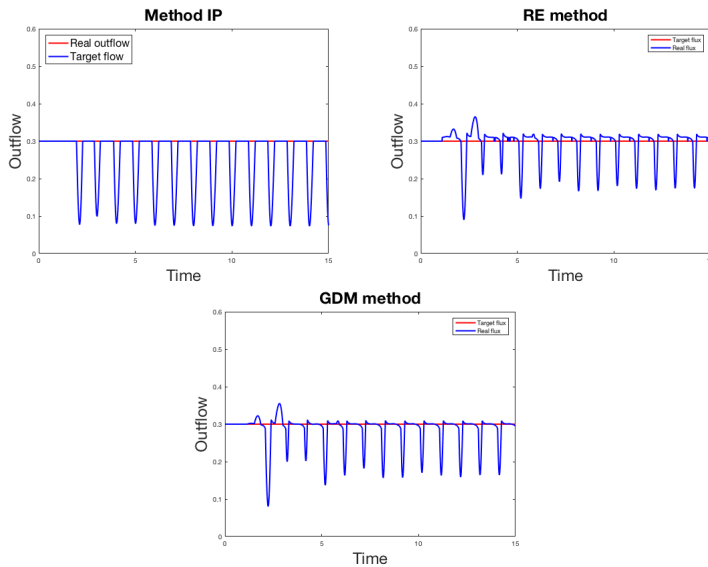 Method IP
Real outflow
Target flow
Outflow
0.6
0.5
0.4
0.3
0.2
0.1
0
0
5
10
15
Time
RE method
Target flux
Real flux
Outflow
0.6
0.5
0.4
0.3
0.2
0.1
0
0
5
10
15
Time
GDM method
Target flux
Real flux
Outflow
0.6
0.5
0.4
0.3
0.2
0.1
0
0
5
10
15
Time